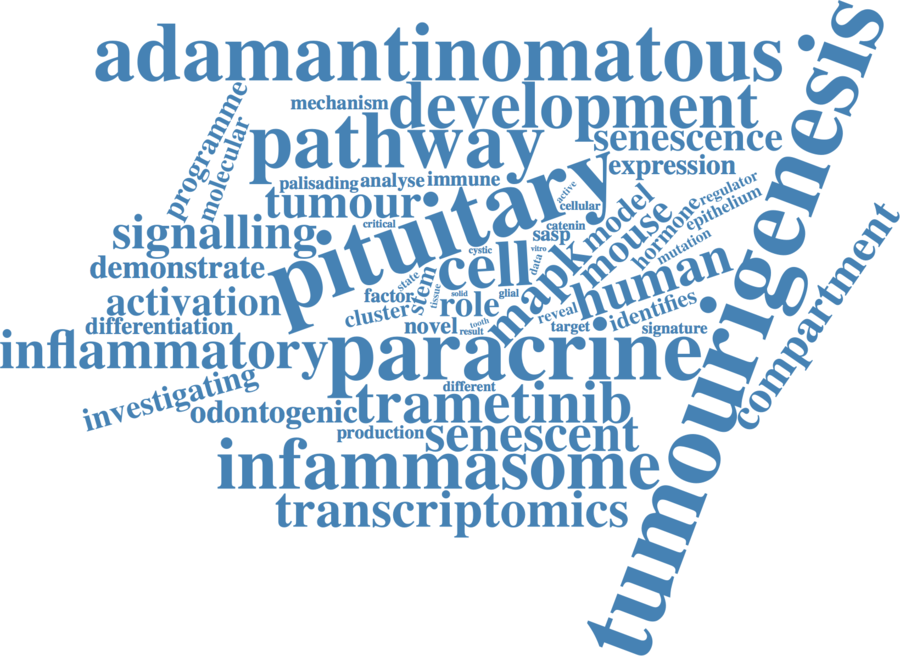 adamantinomatous
tumourigenesis
mechanism
development
programme
molecular
pathway
senescence
expression
palisading
analyse
immune
pituitary
active
cellular
regulator
epithelium
hormone
mutation
tumour
critical
catenin
sasp
model
mouse
signalling
cystic
vitro
data
mapk
human
compartment
demonstrate
cell
state
stem
tissue
activation
factor
solid
glial
role
cluster
reveal
identifies
differentiation
novel
tooth
result
target
signature
inflammatory
paracrine
investigating
different
odontogenic
trametinib
production
senescent
infammasome
transcriptomics